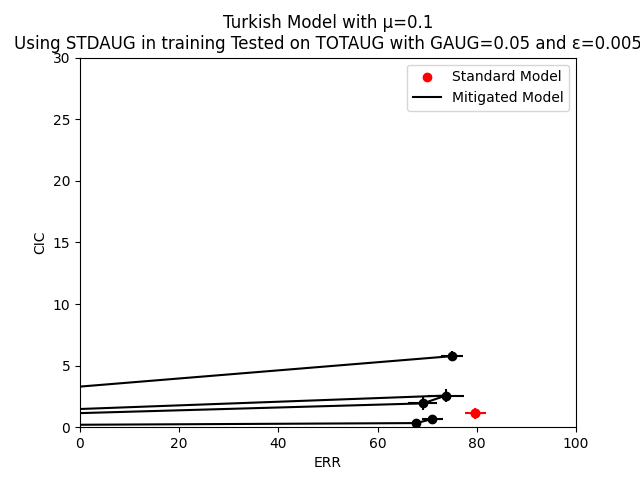 Turkish Model with μ=0.1
Using STDAUG in training Tested on TOTAUG with GAUG=0.05 and ε=0.005
Standard Model
Mitigated Model
30
25
20
15
10
5
0
CIC
0 20 40 60 80 100
ERR